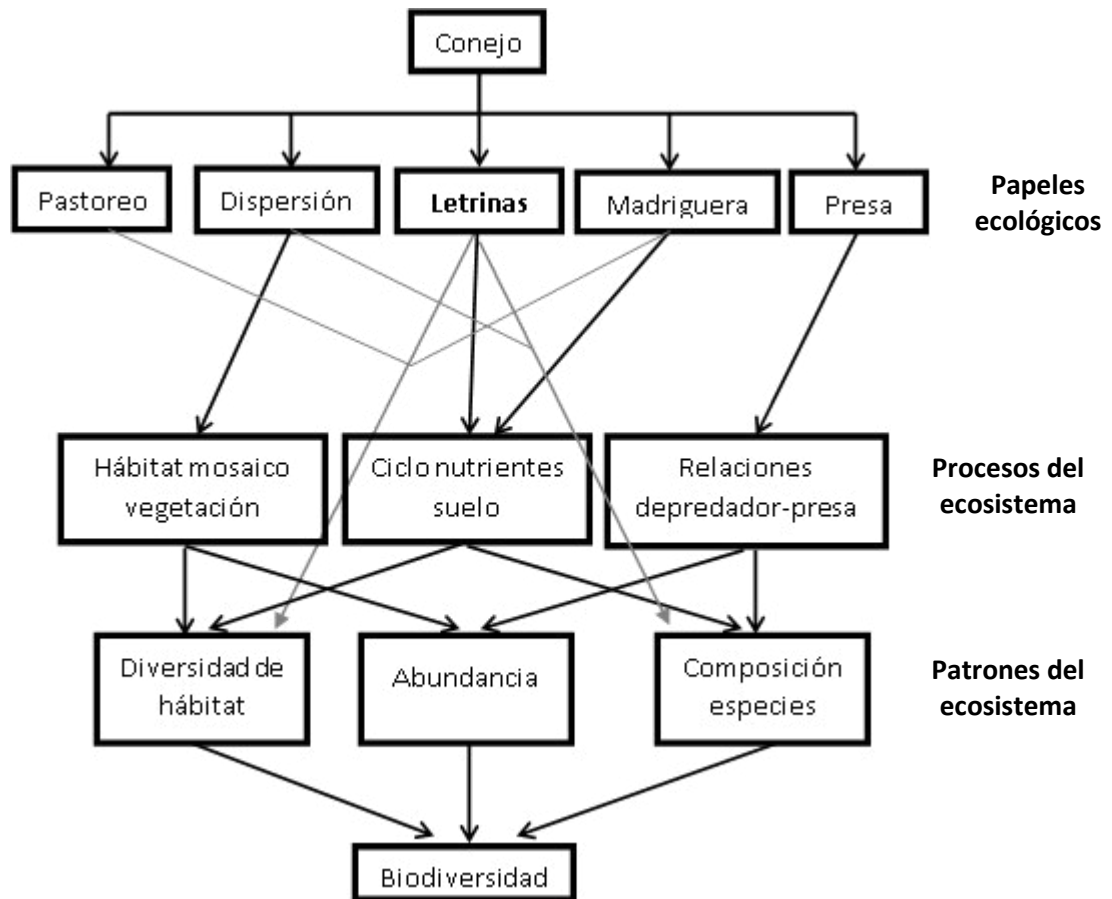 Conejo
Pastoreo
Dispersión
Letrinas
Madriguera
Presa
Papeles
ecológicos
Hábitat mosaico
vegetación
Ciclo nutrientes
suelo
Relaciones
depredador-presa
Procesos del
ecosistema
Diversidad de
hábitat
Abundancia
Composición
especies
Patrones del
ecosistema
Biodiversidad